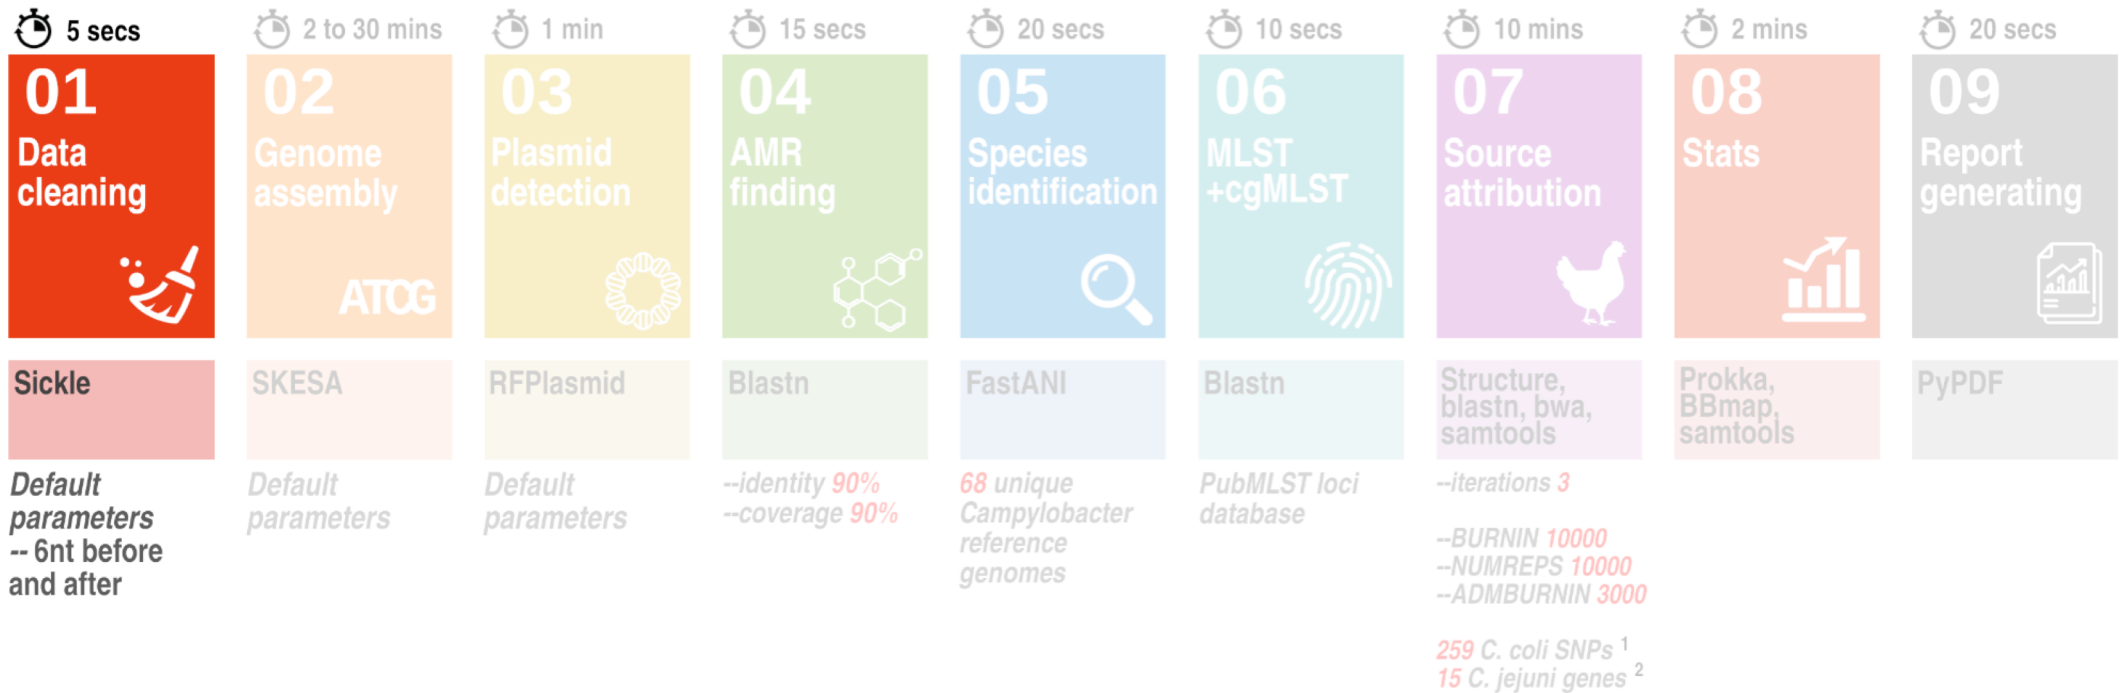 5 secs
01
Data
cleaning
Sickle
Default
parameters
-- 6nt before
and after
2 to 30 mins
02
Genome
assembly
ATCG
SKESA
Default
parameters
1 min
03
Plasmid
detection
RFPlasmid
Default
parameters
15 secs
04
AMR
finding
Blastn
--identity 90%
--coverage 90%
20 secs
05
Species
identification
FastANI
68 unique
Campylobacter
reference
genomes
10 secs
06
MLST
+cgMLST
Blastn
PubMLST loci
database
10 mins
07
Source
attribution
Structure,
blastn, bwa,
samtools
--iterations 3
--BURNIN 10000
--NUMREPS 10000
--ADMBURNIN 3000
259 C. coli SNPs 1
15 C. jejuni genes 2
2 mins
08
Stats
Prokka,
BBmap,
samtools
20 secs
09
Report
generating
PyPDF